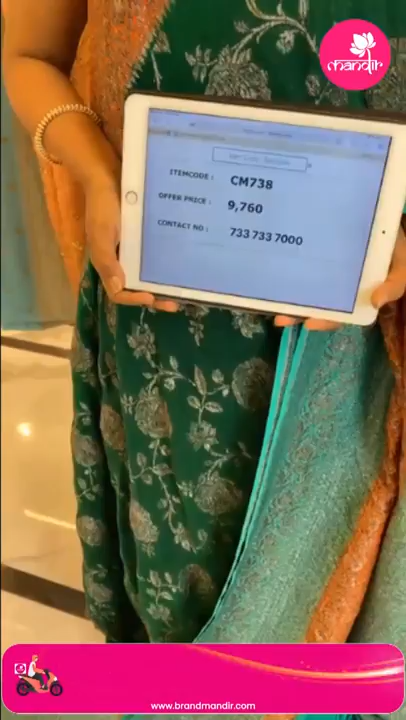 mandir
ITEMCODE : CM738
OFFER PRICE : 9,760
CONTACT NO : 733 733 7000
www.brandmandir.com